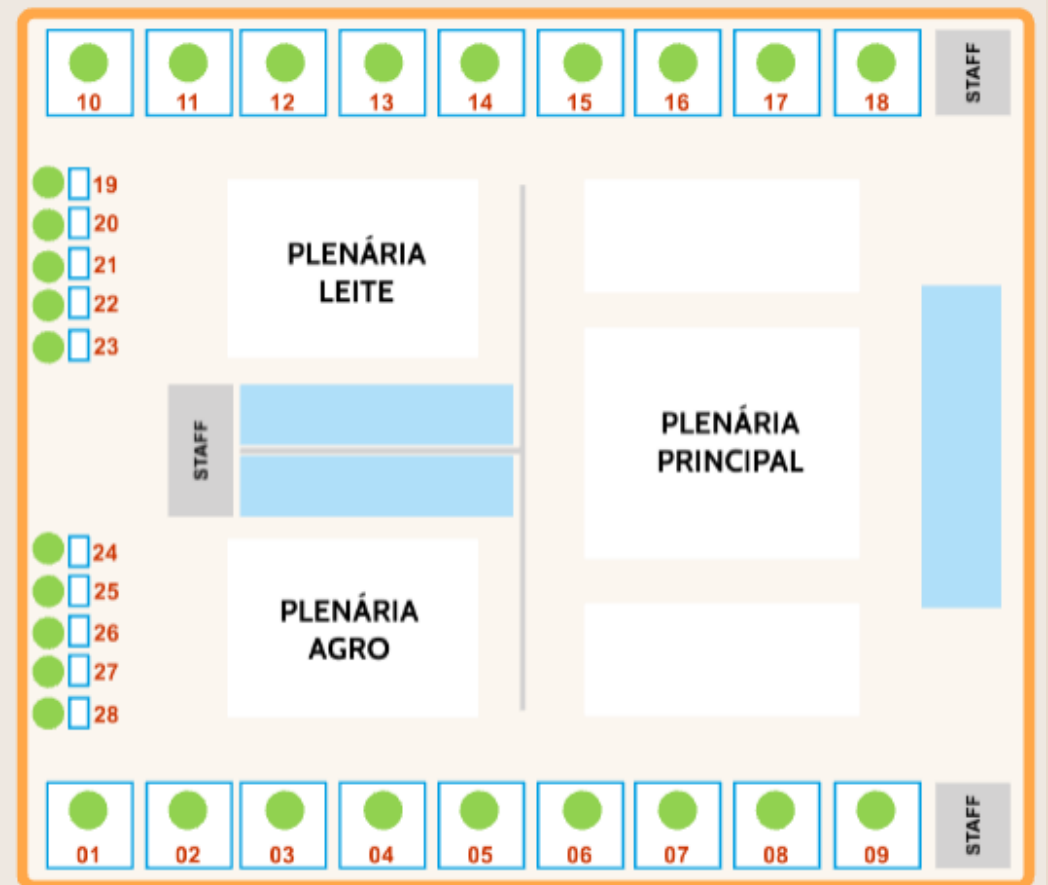 10 11 12 13 14 15 16 17 18 STAFF
19
20
21
22
23
PLENÁRIA
LEITE
PLENÁRIA
PRINCIPAL
STAFF
24
25
26
27
28
PLENÁRIA
AGRO
01 02 03 04 05 06 07 08 09 STAFF